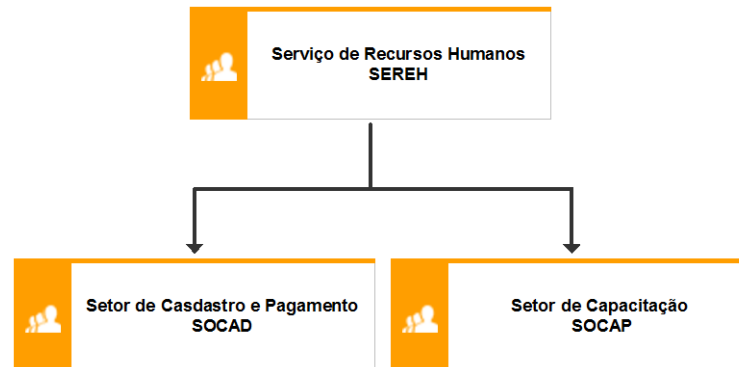 Serviço de Recursos Humanos
SEREH
Setor de Casdastro e Pagamento
SOCAD
Setor de Capacitação
SOCAP